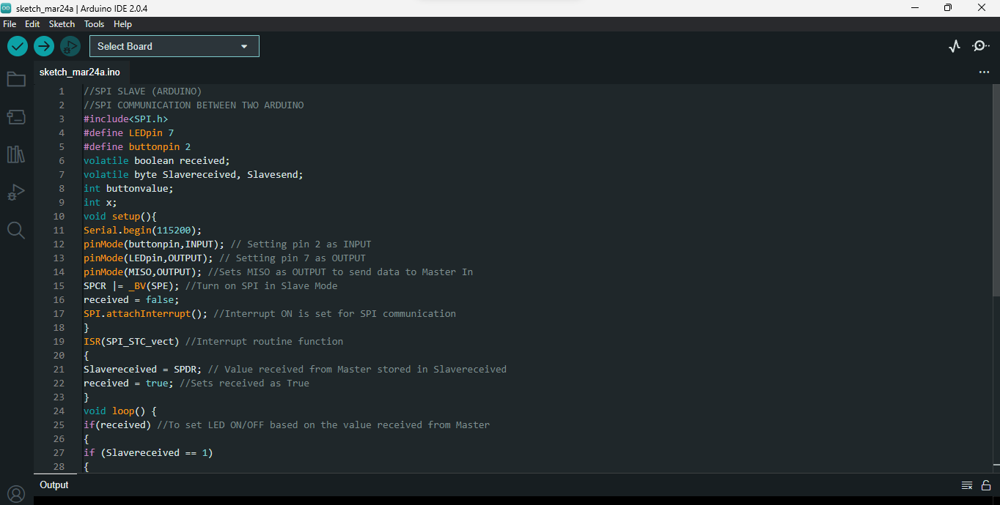 sketch_mar24a | Arduino IDE 2.0.4
File Edit Sketch Tools Help
Select Board
sketch_mar24a.ino
1 //SPI SLAVE (ARDUINO)
2 //SPI COMMUNICATION BETWEEN TWO ARDUINO
3 #include<SPI.h>
4 #define LEDpin 7
5 #define buttonpin 2
6 volatile boolean received;
7 volatile byte Slavereceived, Slavesend;
8 int buttonvalue;
9 int x;
10 void setup(){
11 Serial.begin(115200);
12 pinMode(buttonpin,INPUT); // Setting pin 2 as INPUT
13 pinMode(LEDpin,OUTPUT); // Setting pin 7 as OUTPUT
14 pinMode(MISO,OUTPUT); //Sets MISO as OUTPUT to send data to Master In
15 SPCR |= _BV(SPE); //Turn on SPI in Slave Mode
16 received = false;
17 SPI.attachInterrupt(); //Interrupt ON is set for SPI communication
18 }
19 ISR(SPI_STC_vect) //Interrupt routine function
20 {
21 Slavereceived = SPDR; // Value received from Master stored in Slavereceived
22 received = true; //Sets received as True
23 }
24 void loop() {
25 if(received) //To set LED ON/OFF based on the value received from Master
26 {
27 if (Slavereceived == 1)
28 {
Output